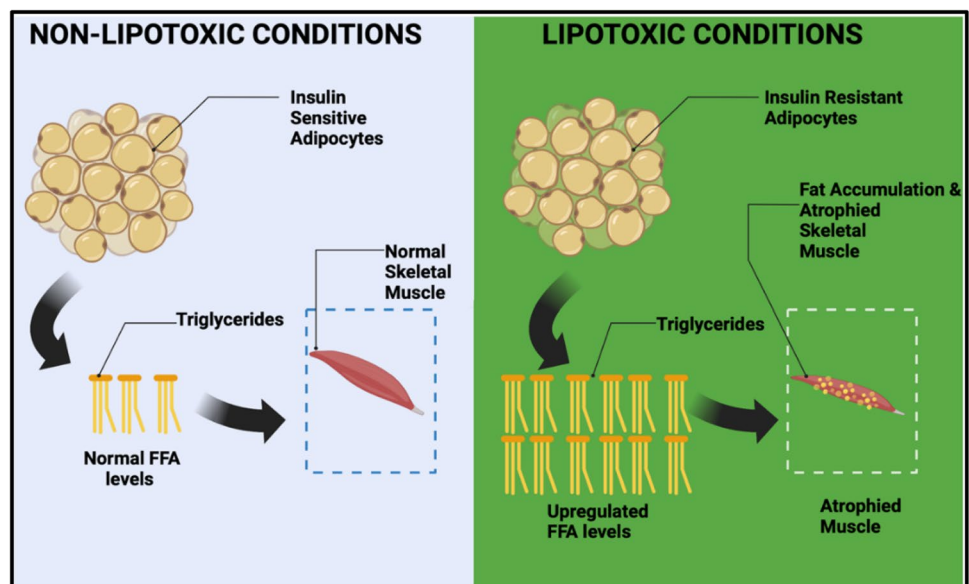 NON-LIPOTOXIC CONDITIONS
Insulin
Sensitive
Adipocytes
Normal
Skeletal
Muscle
Triglycerides
Normal FFA
levels
LIPOTOXIC CONDITIONS
Insulin Resistant
Adipocytes
Fat Accumulation &
Atrophied
Skeletal
Muscle
Triglycerides
Upregulated
FFA levels
Atrophied
Muscle